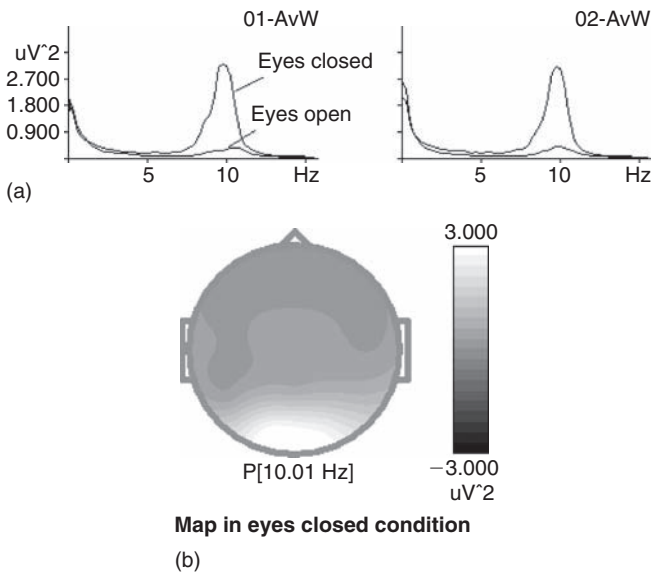 01-AvW
02-AvW
uV^2
2.700
1.800
0.900
Eyes closed
Eyes open
5
10
Hz
5
10
Hz
(a)
3.000
−3.000
uV^2
P[10.01 Hz]
Map in eyes closed condition
(b)